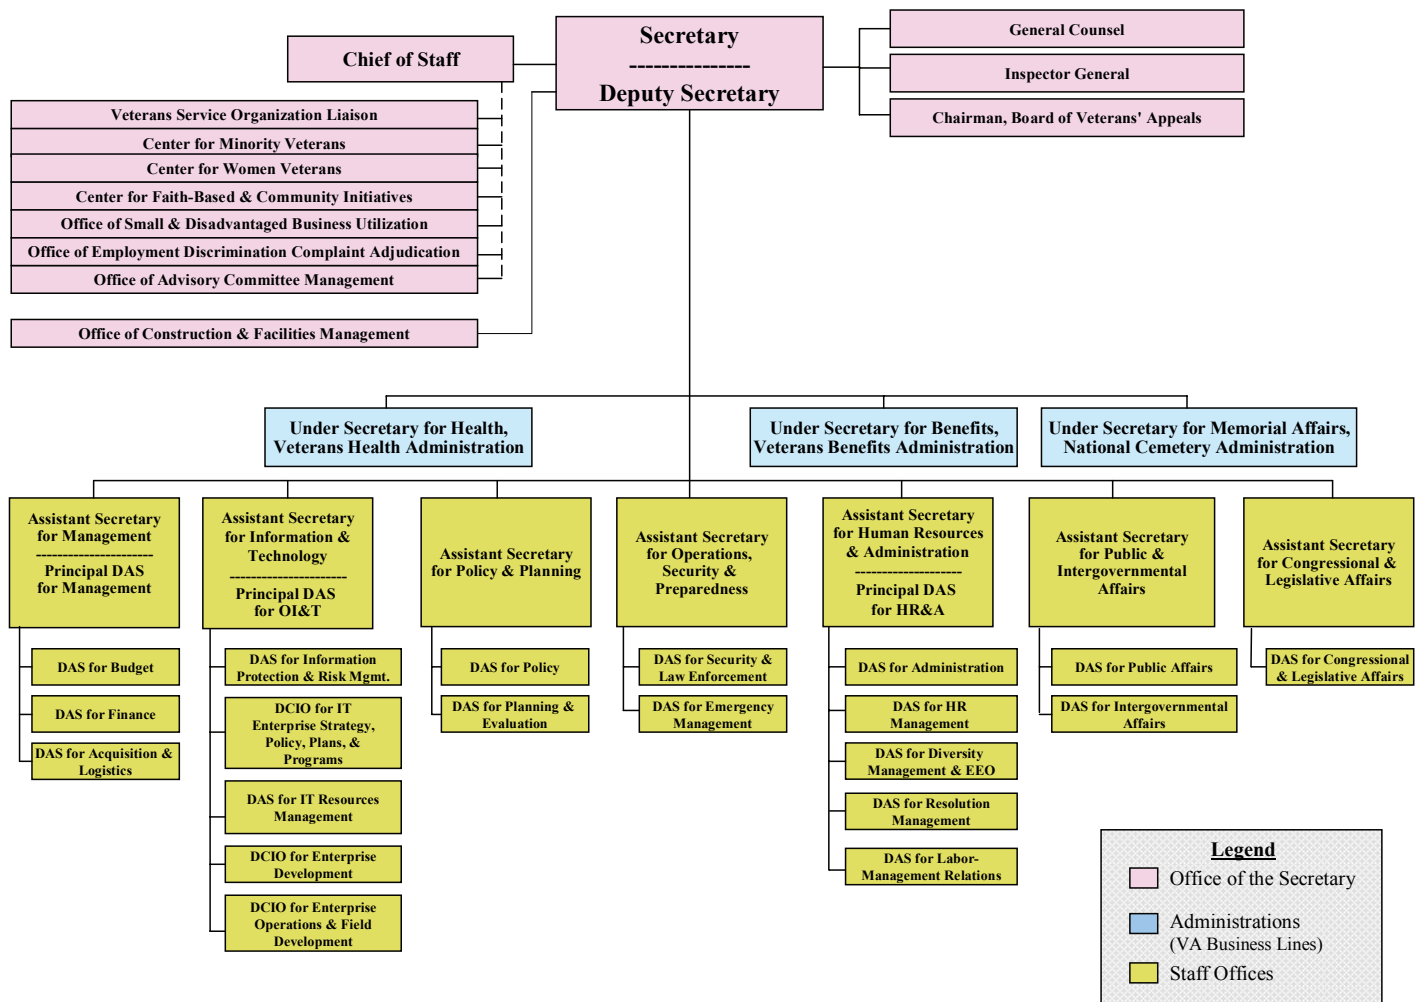 Secretary
---------------
Deputy Secretary
Chief of Staff
General Counsel
Inspector General
Chairman, Board of Veterans' Appeals
Veterans Service Organization Liaison
Center for Minority Veterans
Center for Women Veterans
Center for Faith-Based & Community Initiatives
Office of Small & Disadvantaged Business Utilization
Office of Employment Discrimination Complaint Adjudication
Office of Advisory Committee Management
Office of Construction & Facilities Management
Under Secretary for Health,
Veterans Health Administration
Under Secretary for Benefits,
Veterans Benefits Administration
Under Secretary for Memorial Affairs,
National Cemetery Administration
Assistant Secretary
for Management
----------------------
Principal DAS
for Management
DAS for Budget
DAS for Finance
DAS for Acquisition &
Logistics
Assistant Secretary
for Information &
Technology
----------------------
Principal DAS
for OI&T
DAS for Information
Protection & Risk Mgmt.
DCIO for IT
Enterprise Strategy,
Policy, Plans, &
Programs
DAS for IT Resources
Management
DCIO for Enterprise
Development
DCIO for Enterprise
Operations & Field
Development
Assistant Secretary
for Policy & Planning
DAS for Policy
DAS for Planning &
Evaluation
Assistant Secretary
for Operations,
Security &
Preparedness
DAS for Security &
Law Enforcement
DAS for Emergency
Management
Assistant Secretary
for Human Resources
& Administration
--------------------
Principal DAS
for HR&A
DAS for Administration
DAS for HR
Management
DAS for Diversity
Management & EEO
DAS for Resolution
Management
DAS for Labor-
Management Relations
Assistant Secretary
for Public &
Intergovernmental
Affairs
DAS for Public Affairs
DAS for Intergovernmental
Affairs
Assistant Secretary
for Congressional &
Legislative Affairs
DAS for Congressional
& Legislative Affairs
Legend
Office of the Secretary
Administrations
(VA Business Lines)
Staff Offices